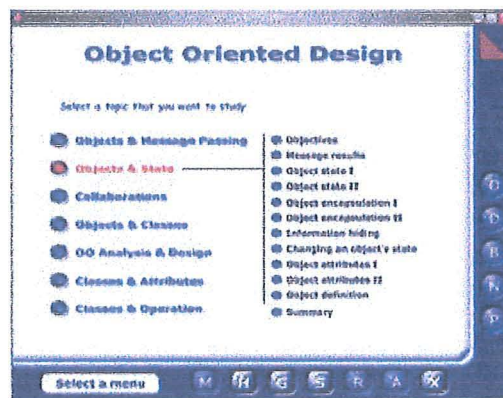 Object Oriented Design
Select a topic that you want to study
Objects & Message Passing
Objects & State
Collaborations
Objects & Classes
OO Analysis & Design
Classes & Attributes
Classes & Operation
Objectives
Message results
Object state I
Object state II
Object encapsulation I
Object encapsulation II
Information hiding
Changing an object's state
Object attributes I
Object attributes II
Object definition
Summary
Select a menu
M H G S R A X
B
N
P